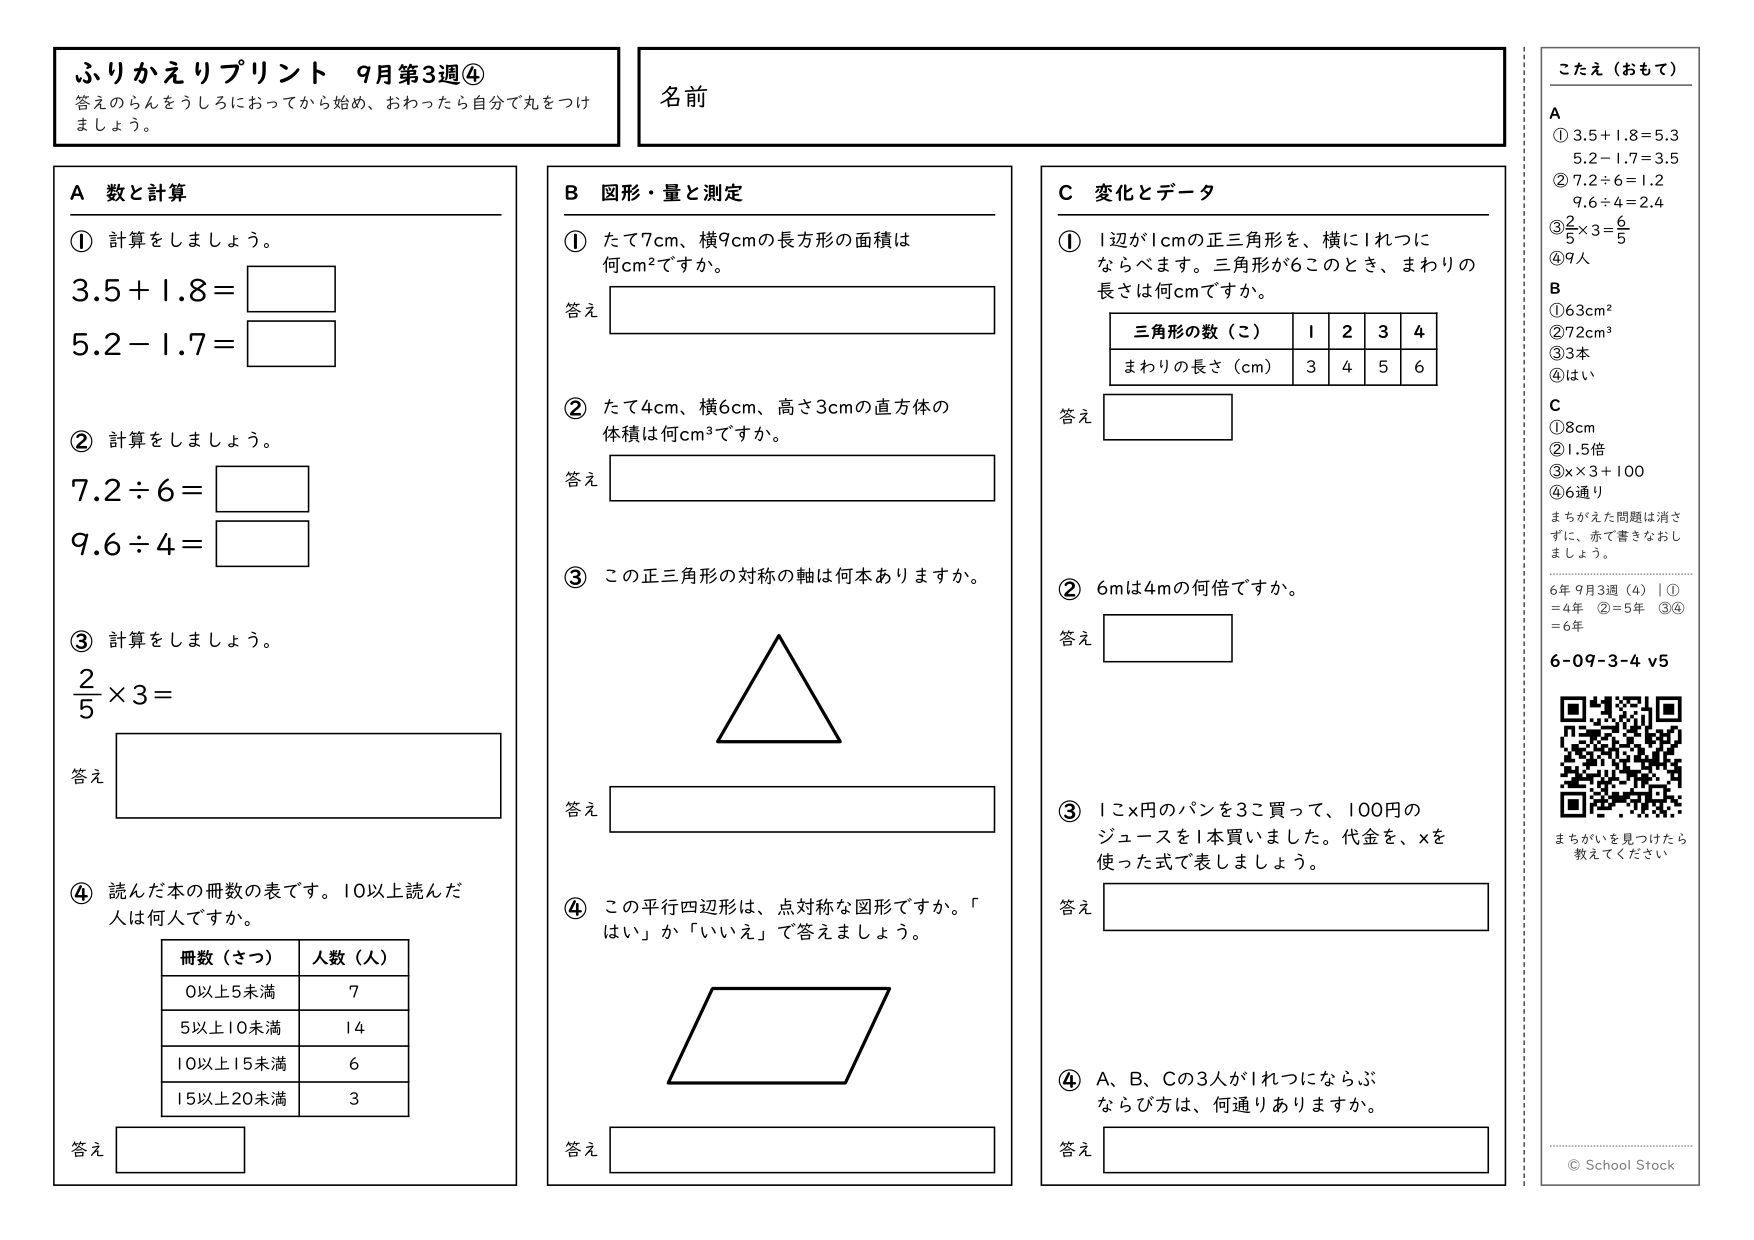 ふりかえりプリント　9月第3週④
答えのらんをうしろにおってから始め、おわったら自分で丸をつけ
ましょう。
名前
A　数と計算
① 計算をしましょう。
3.5＋1.8＝
5.2－1.7＝
② 計算をしましょう。
7.2÷6＝
9.6÷4＝
③ 計算をしましょう。
2/5×3＝
答え
④ 読んだ本の冊数の表です。10以上読んだ
人は何人ですか。
冊数（さつ） 人数（人）
0以上5未満 7
5以上10未満 14
10以上15未満 6
15以上20未満 3
答え
B　図形・量と測定
① たて7cm、横9cmの長方形の面積は
何cm²ですか。
答え
② たて4cm、横6cm、高さ3cmの直方体の
体積は何cm³ですか。
答え
③ この正三角形の対称の軸は何本ありますか。
答え
④ この平行四辺形は、点対称な図形ですか。「
はい」か「いいえ」で答えましょう。
答え
C　変化とデータ
① 1辺が1cmの正三角形を、横に1れつに
ならべます。三角形が6このとき、まわりの
長さは何cmですか。
三角形の数（こ） 1 2 3 4
まわりの長さ（cm） 3 4 5 6
答え
② 6mは4mの何倍ですか。
答え
③ 1こx円のパンを3こ買って、100円の
ジュースを1本買いました。代金を、xを
使った式で表しましょう。
答え
④ A、B、Cの3人が1れつにならぶ
ならび方は、何通りありますか。
答え
こたえ（おもて）
A
① 3.5＋1.8＝5.3
5.2－1.7＝3.5
② 7.2÷6＝1.2
9.6÷4＝2.4
③2/5×3＝6/5
④9人
B
①63cm²
②72cm³
③3本
④はい
C
①8cm
②1.5倍
③x×3＋100
④6通り
まちがえた問題は消さ
ずに、赤で書きなおし
ましょう。
6年 9月3週（4）｜①
＝4年　②＝5年　③④
＝6年
6-09-3-4 v5
まちがいを見つけたら
教えてください
© School Stock